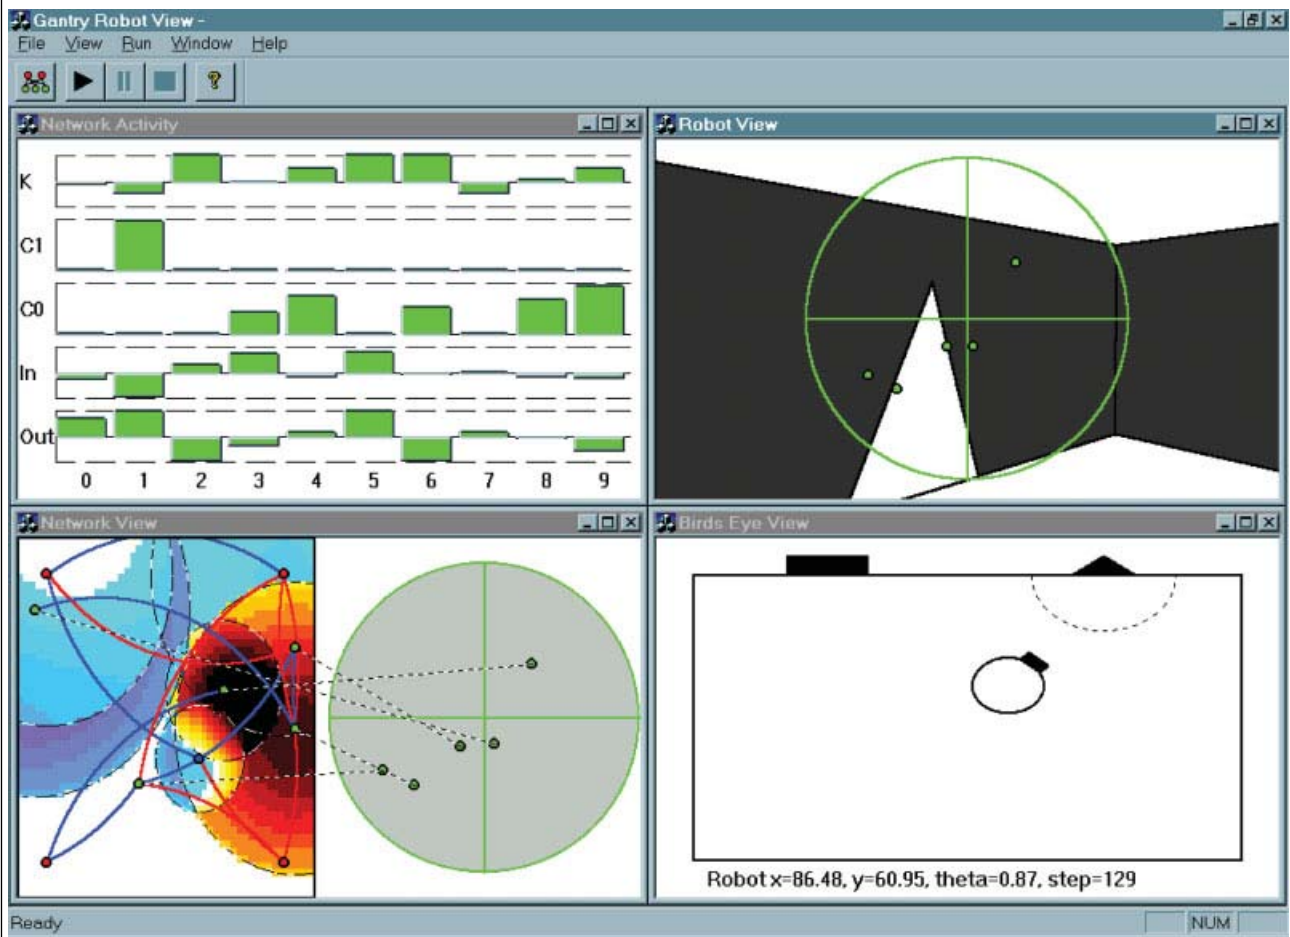 Gantry Robot View -
File View Run Window Help
?
Network Activity
K
C1
C0
In
Out
0 1 2 3 4 5 6 7 8 9
Robot View
Network View
Birds Eye View
Robot x=86.48, y=60.95, theta=0.87, step=129
Ready
NUM